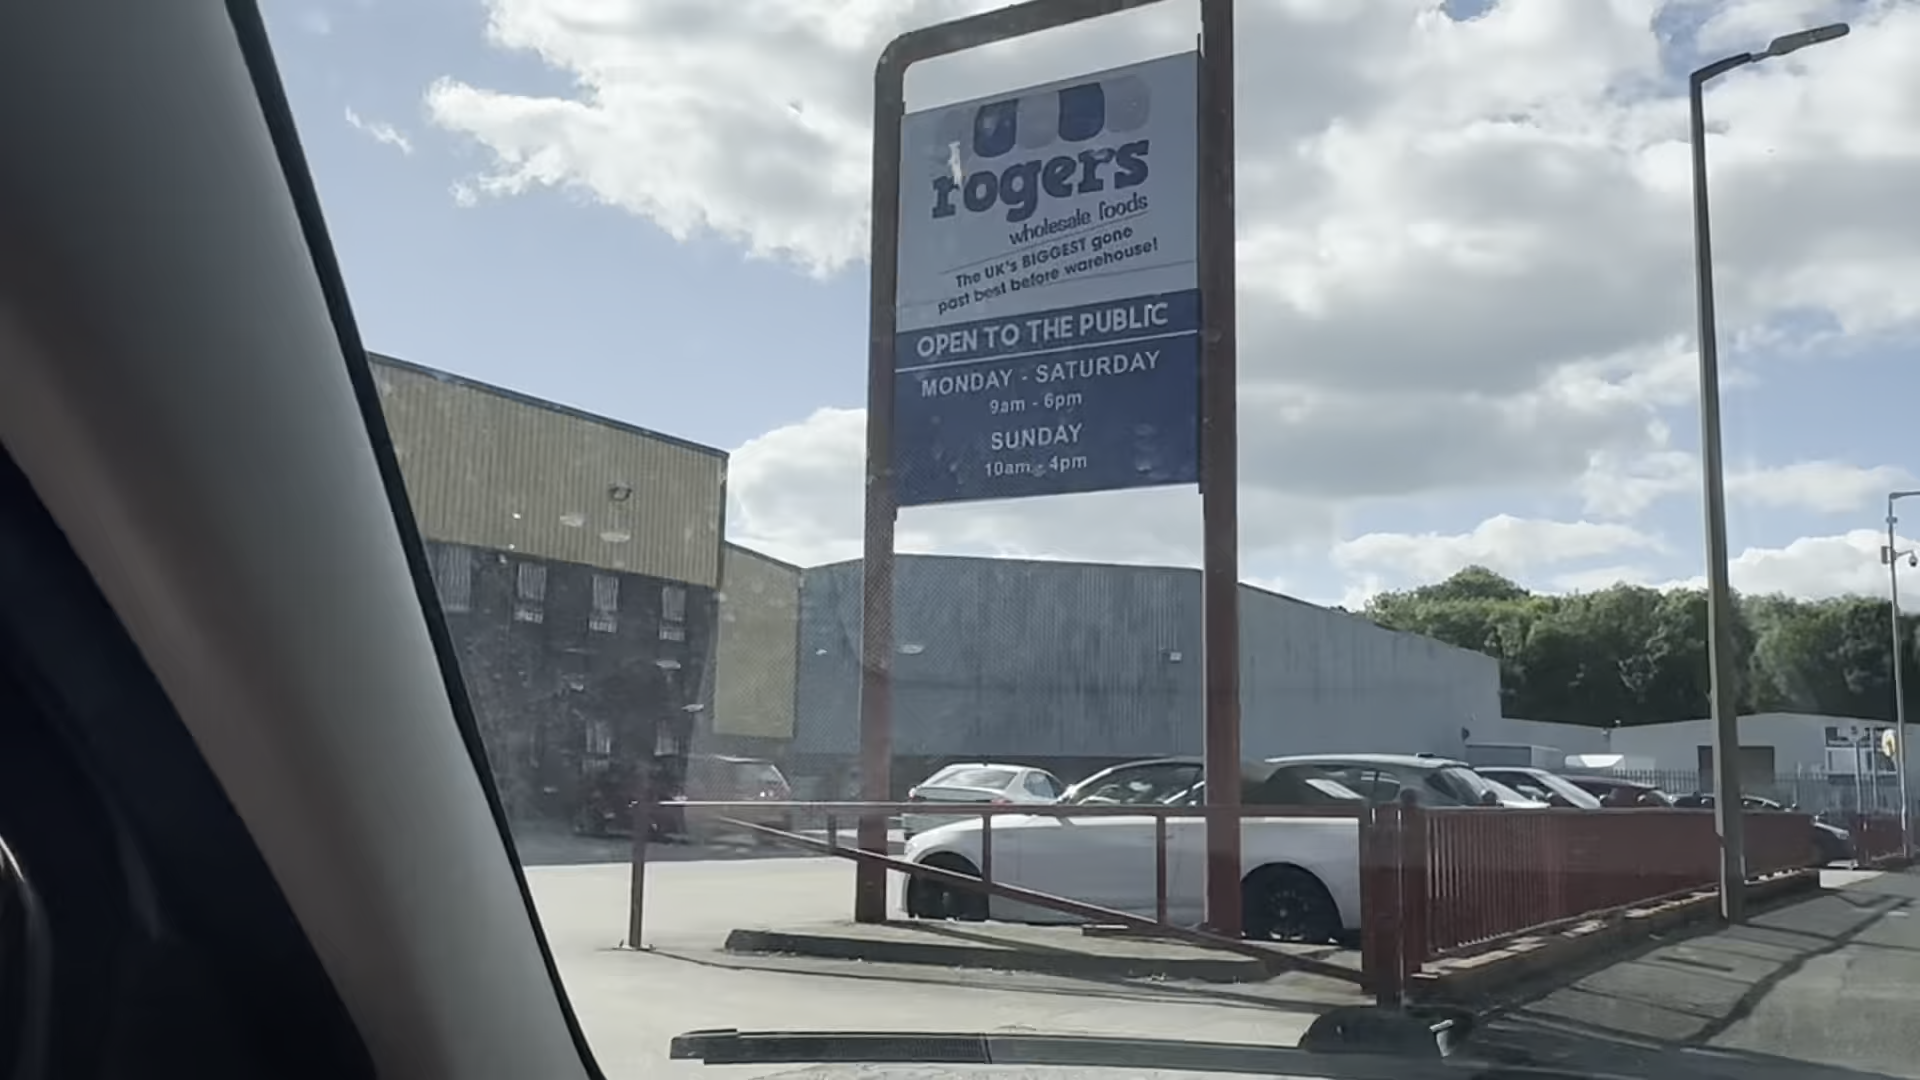 rogers
wholesale foods
The UK's BIGGEST gone
past best before warehouse!
OPEN TO THE PUBLIC
MONDAY - SATURDAY
9am - 6pm
SUNDAY
10am - 4pm